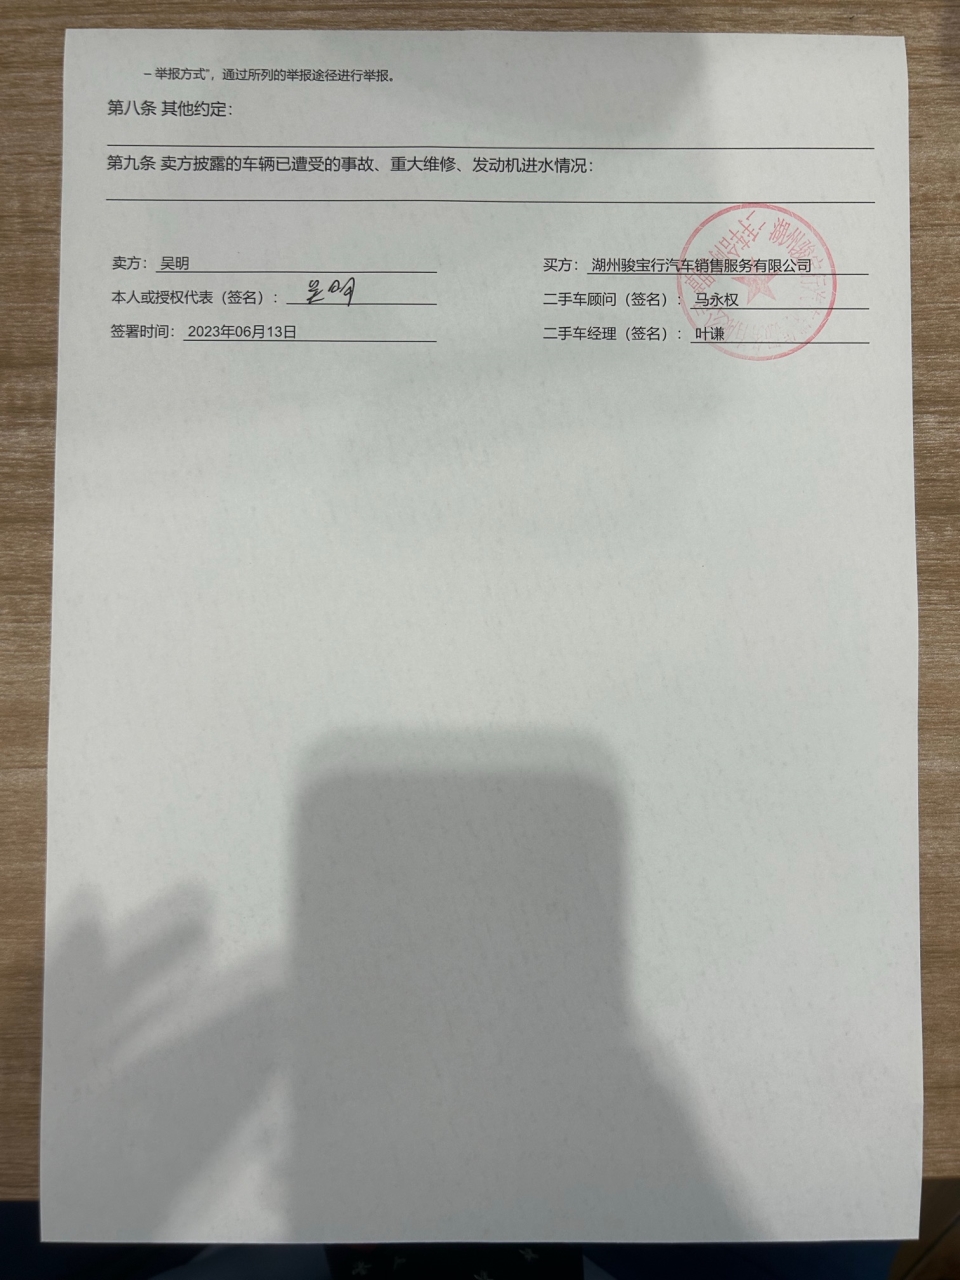 – 举报方式”，通过所列的举报途径进行举报。
第八条 其他约定：
第九条 卖方披露的车辆已遭受的事故、重大维修、发动机进水情况：
卖方： 吴明
买方： 湖州骏宝行汽车销售服务有限公司
本人或授权代表（签名）： 吴明
二手车顾问（签名）： 马永权
签署时间： 2023年06月13日
二手车经理（签名）： 叶谦
湖州骏宝行